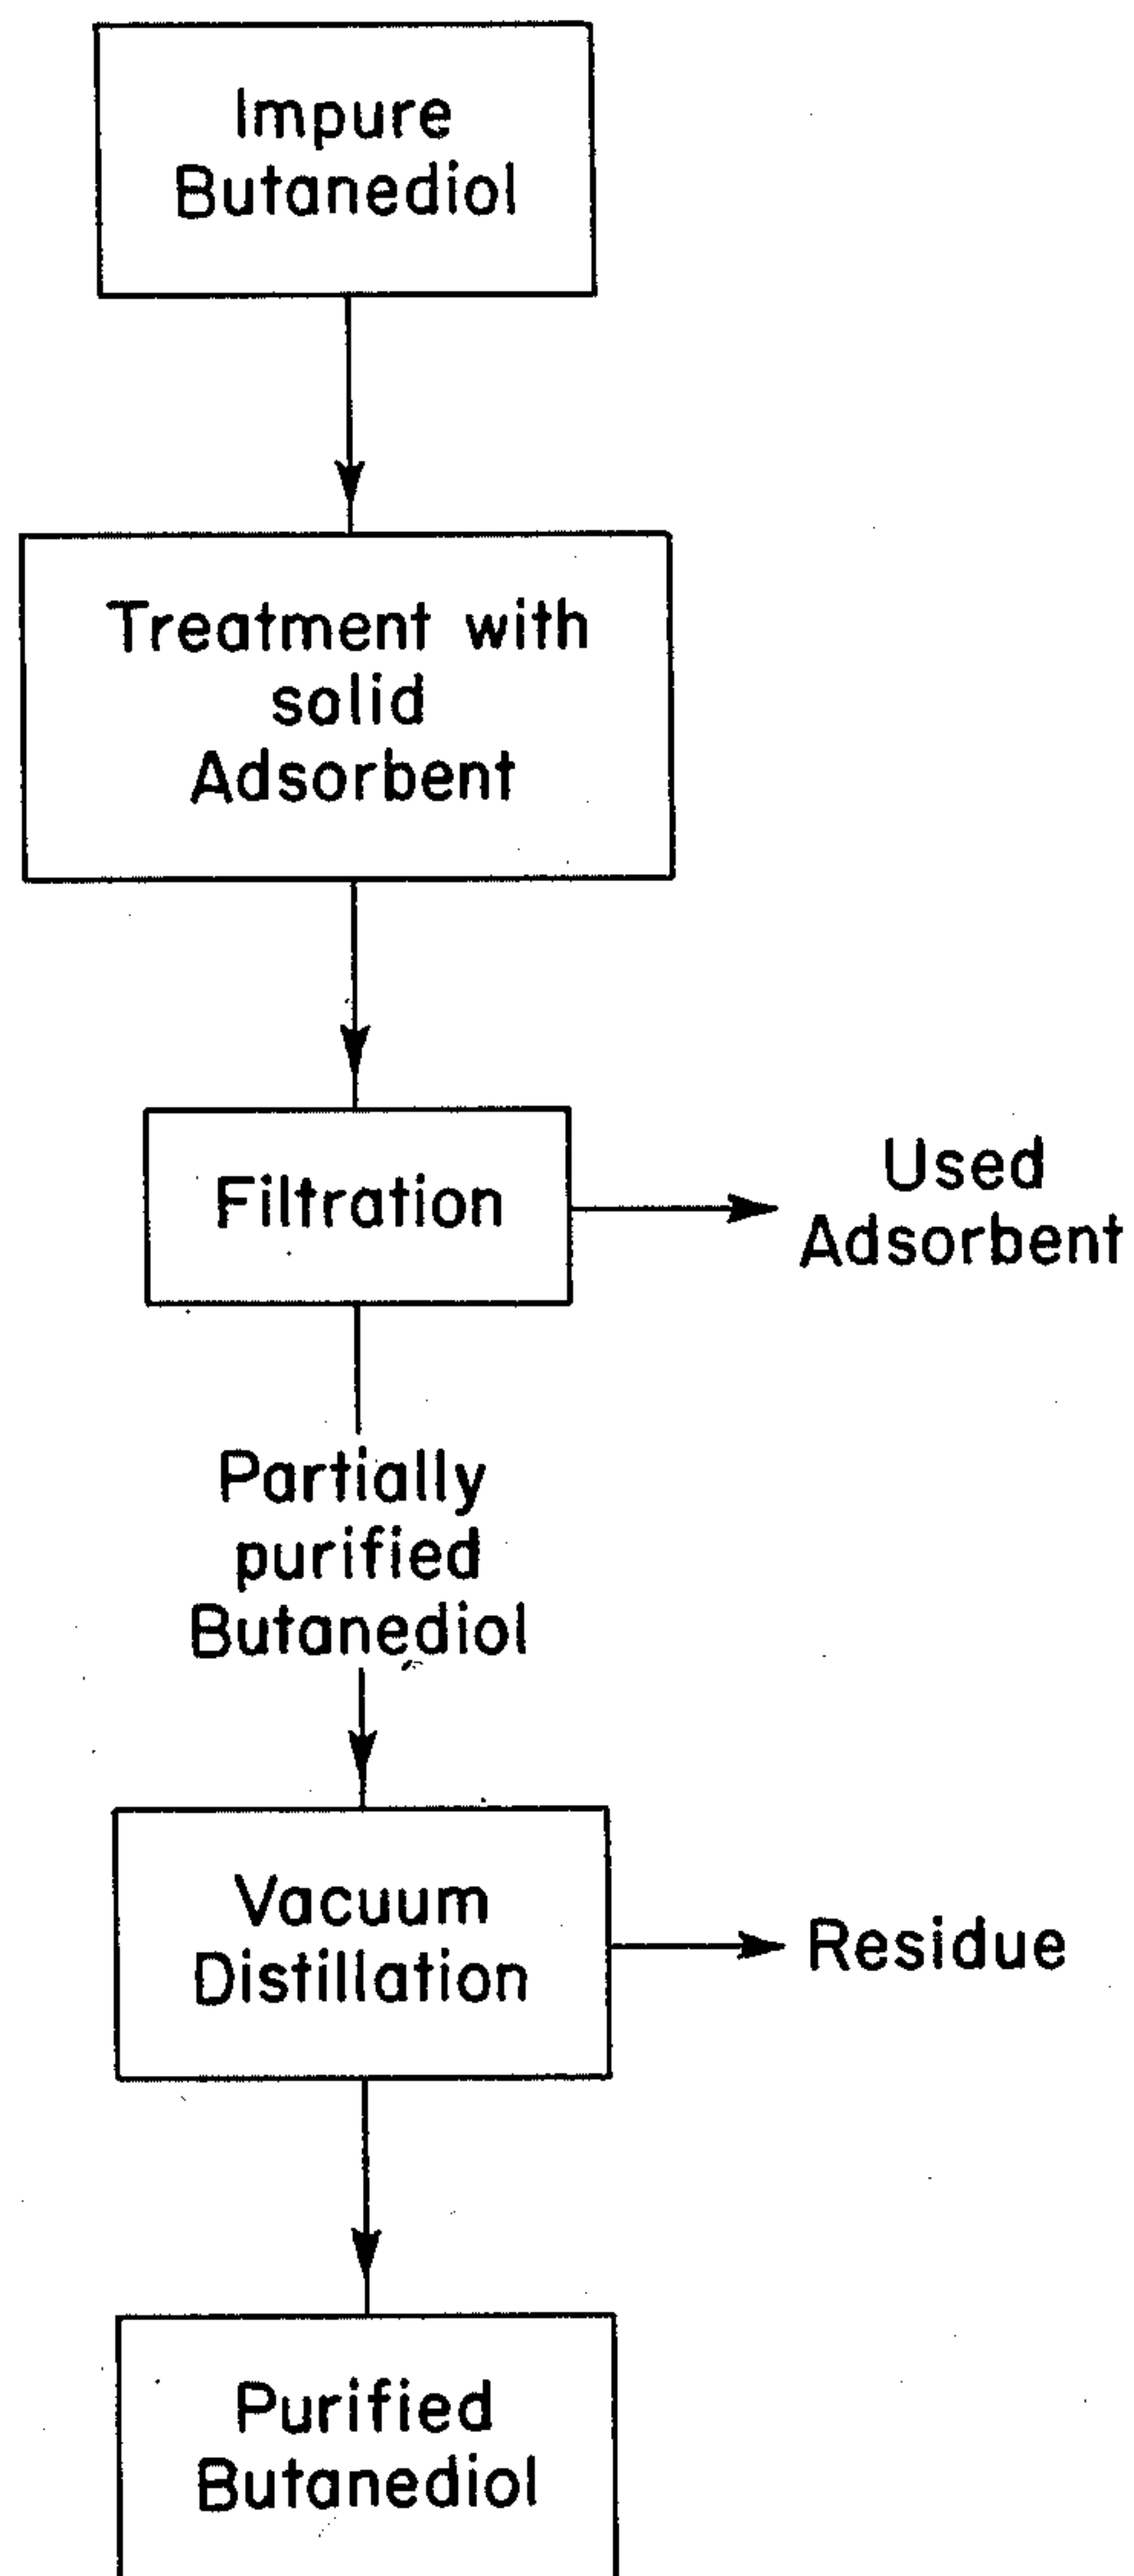 Impure
Butanediol
Treatment with
solid
Adsorbent
Filtration
Used
Adsorbent
Partially
purified
Butanediol
Vacuum
Distillation
Residue
Purified
Butanediol